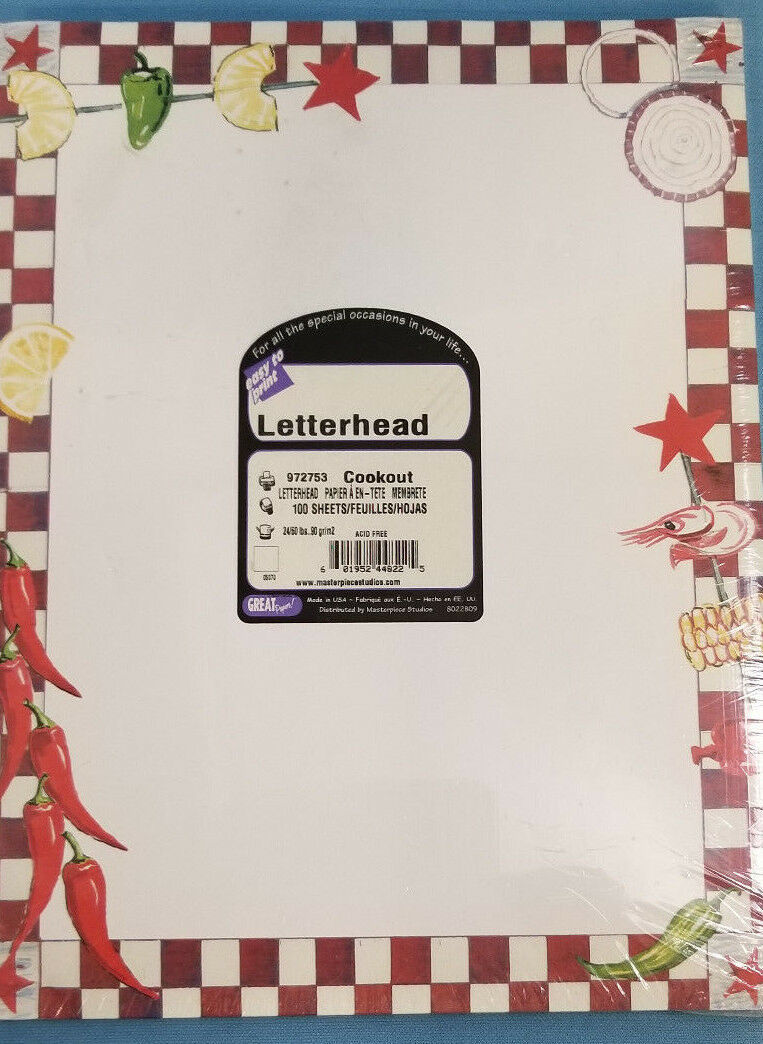 For all the special occasions in your life...
easy to
print
Letterhead
972753 Cookout
LETTERHEAD PAPIER À EN-TETE MEMBRETE
100 SHEETS/FEUILLES/HOJAS
24/60 lbs..90 gr/m2
ACID FREE
6 01952 44822 5
05070
www.masterpiecestudios.com
GREAT Papers!
Made in USA - Fabriqué aux É.-U. - Hecho en EE. UU.
Distributed by Masterpiece Studios 8022809